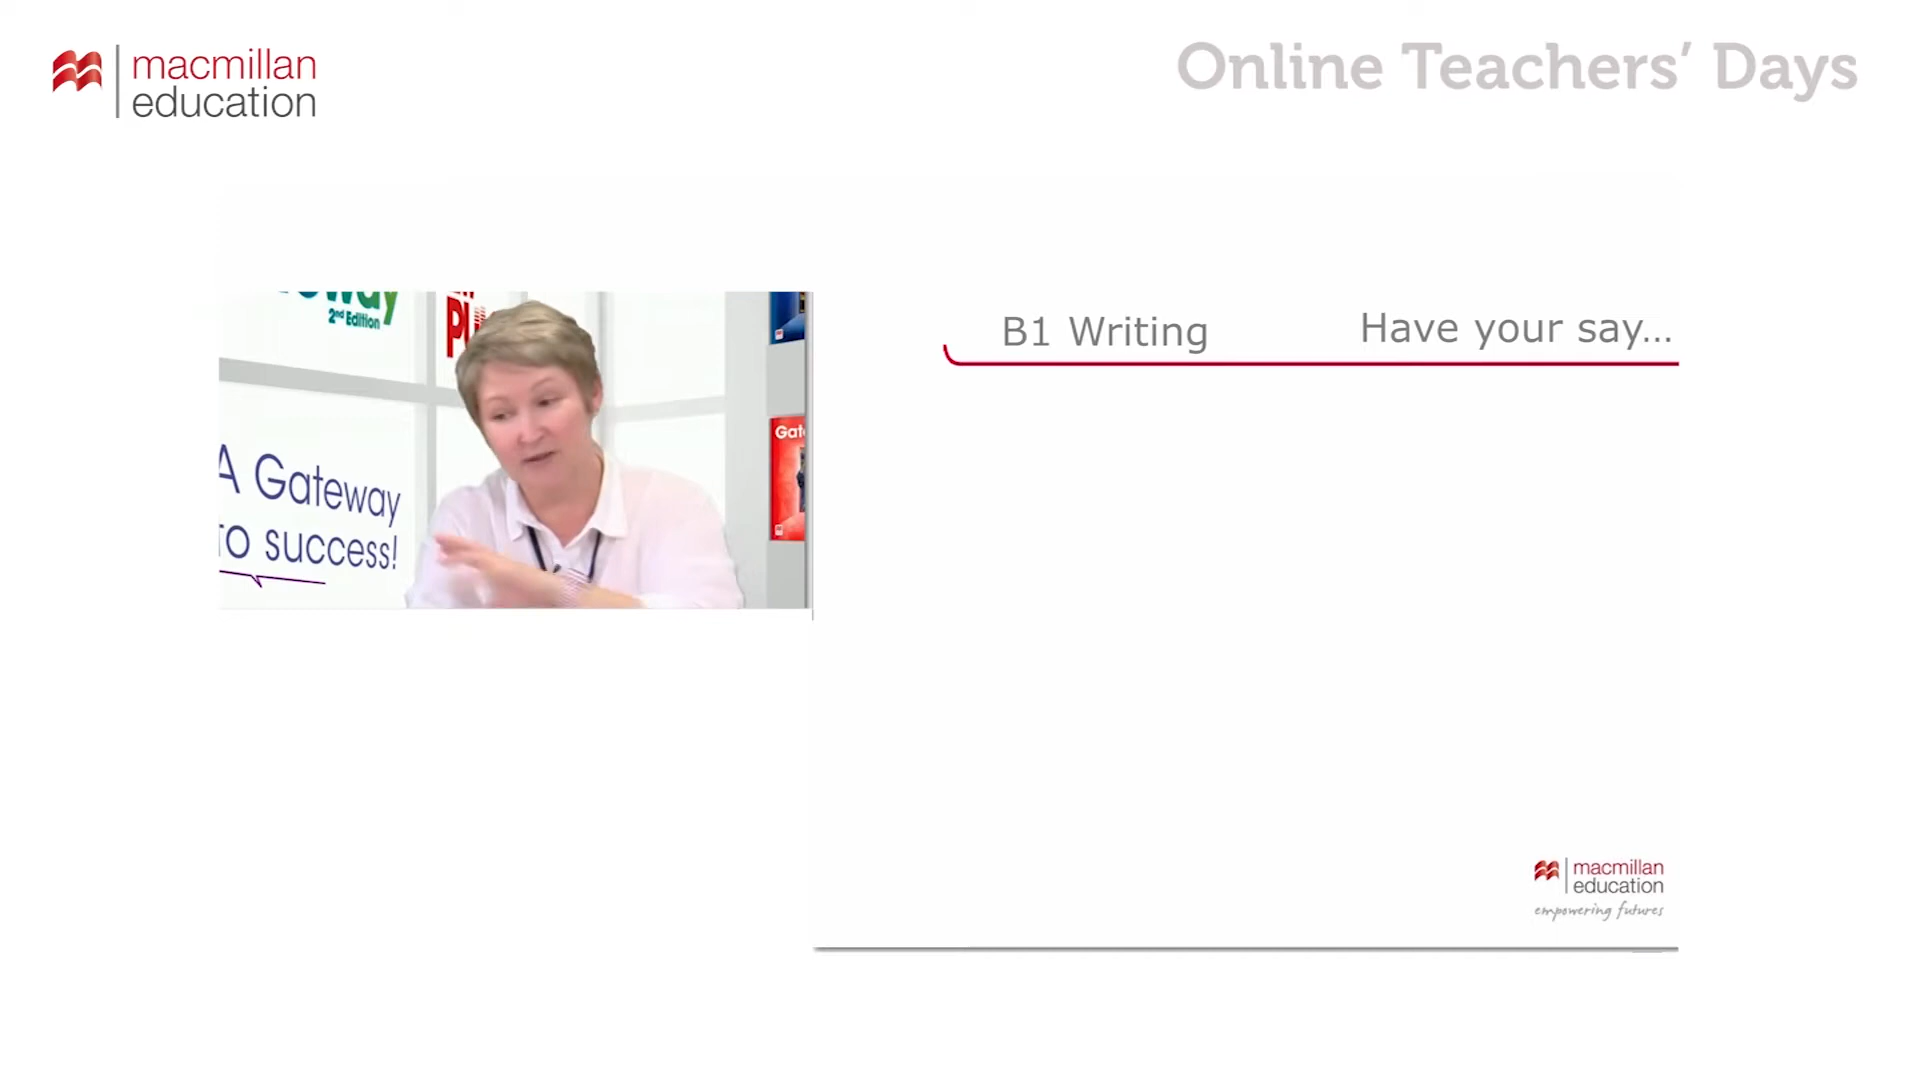 macmillan
education
Online Teachers’ Days
2nd Edition
A Gateway
to success!
Gat
B1 Writing
Have your say...
macmillan
education
empowering futures